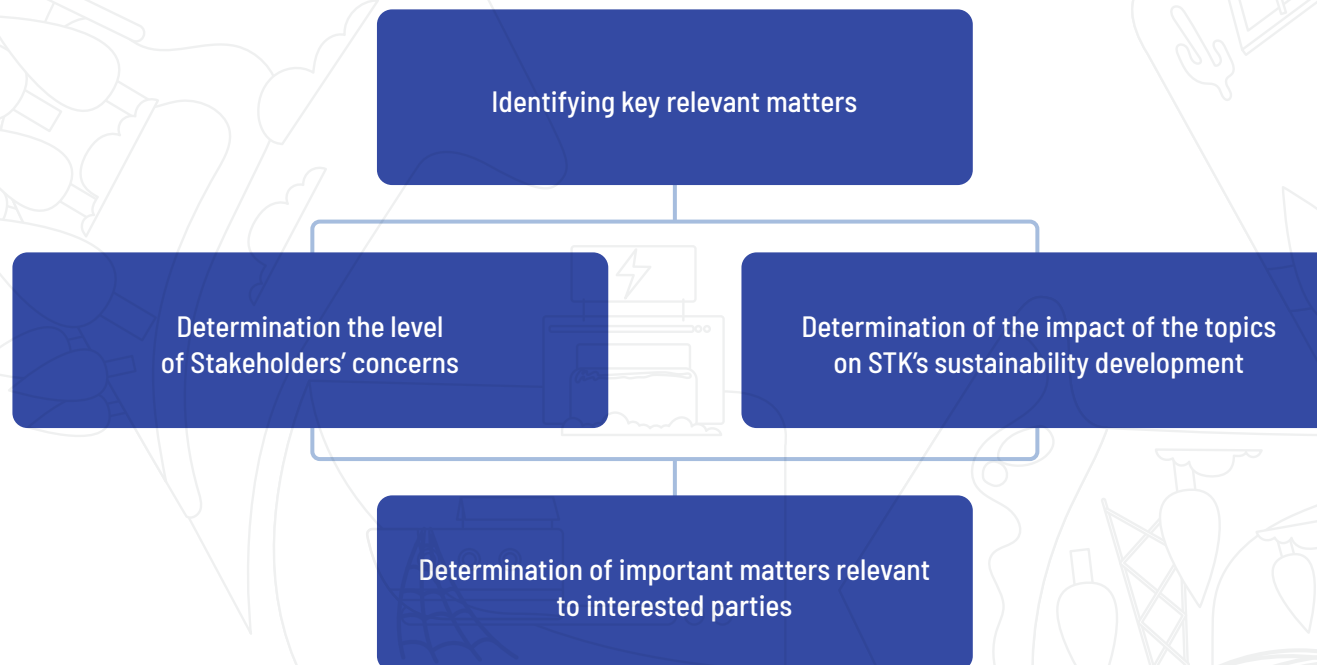 Identifying key relevant matters
Determination the level
of Stakeholders’ concerns
Determination of the impact of the topics
on STK’s sustainability development
Determination of important matters relevant
to interested parties